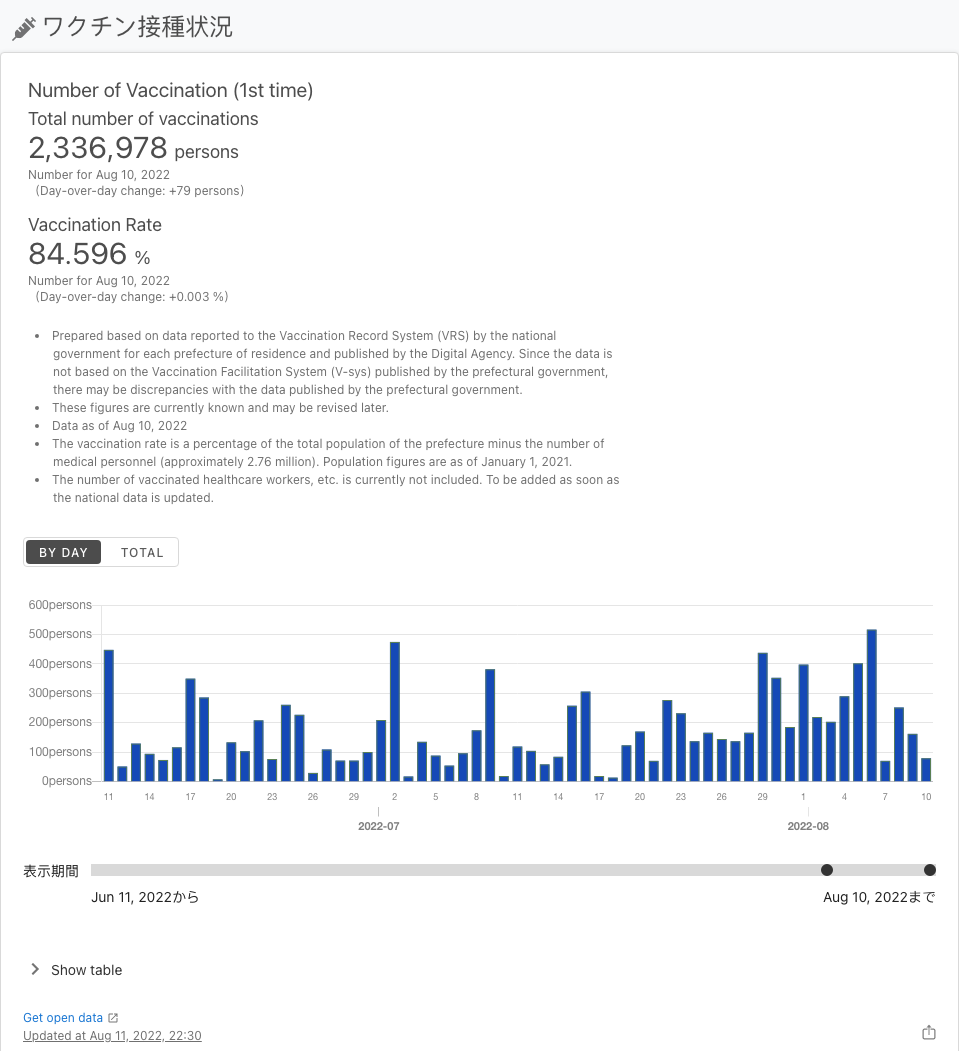 ワクチン接種状況
Number of Vaccination (1st time)
Total number of vaccinations
2,336,978 persons
Number for Aug 10, 2022
(Day-over-day change: +79 persons)
Vaccination Rate
84.596 %
Number for Aug 10, 2022
(Day-over-day change: +0.003 %)
• Prepared based on data reported to the Vaccination Record System (VRS) by the national
government for each prefecture of residence and published by the Digital Agency. Since the data is
not based on the Vaccination Facilitation System (V-sys) published by the prefectural government,
there may be discrepancies with the data published by the prefectural government.
• These figures are currently known and may be revised later.
• Data as of Aug 10, 2022
• The vaccination rate is a percentage of the total population of the prefecture minus the number of
medical personnel (approximately 2.76 million). Population figures are as of January 1, 2021.
• The number of vaccinated healthcare workers, etc. is currently not included. To be added as soon as
the national data is updated.
BY DAY TOTAL
600persons
500persons
400persons
300persons
200persons
100persons
0persons
11 14 17 20 23 26 29 2 5 8 11 14 17 20 23 26 29 1 4 7 10
2022-07 2022-08
表示期間
Jun 11, 2022から Aug 10, 2022まで
Show table
Get open data
Updated at Aug 11, 2022, 22:30